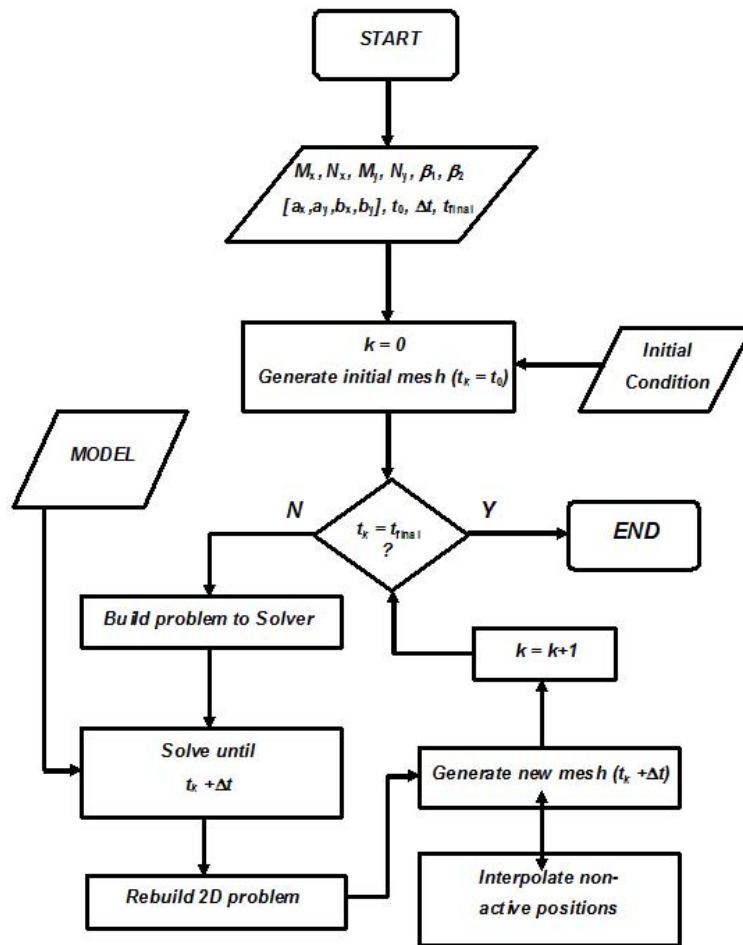 START
Mx, Nx, My, Ny, β1, β2
[ax,ay,bx,by], t0, Δt, tfinal
k = 0
Generate initial mesh (tk = t0)
Initial
Condition
MODEL
N
tk = tfinal
?
Y
END
Build problem to Solver
k = k+1
Solve until
tk +Δt
Generate new mesh (tk +Δt)
Rebuild 2D problem
Interpolate non-
active positions